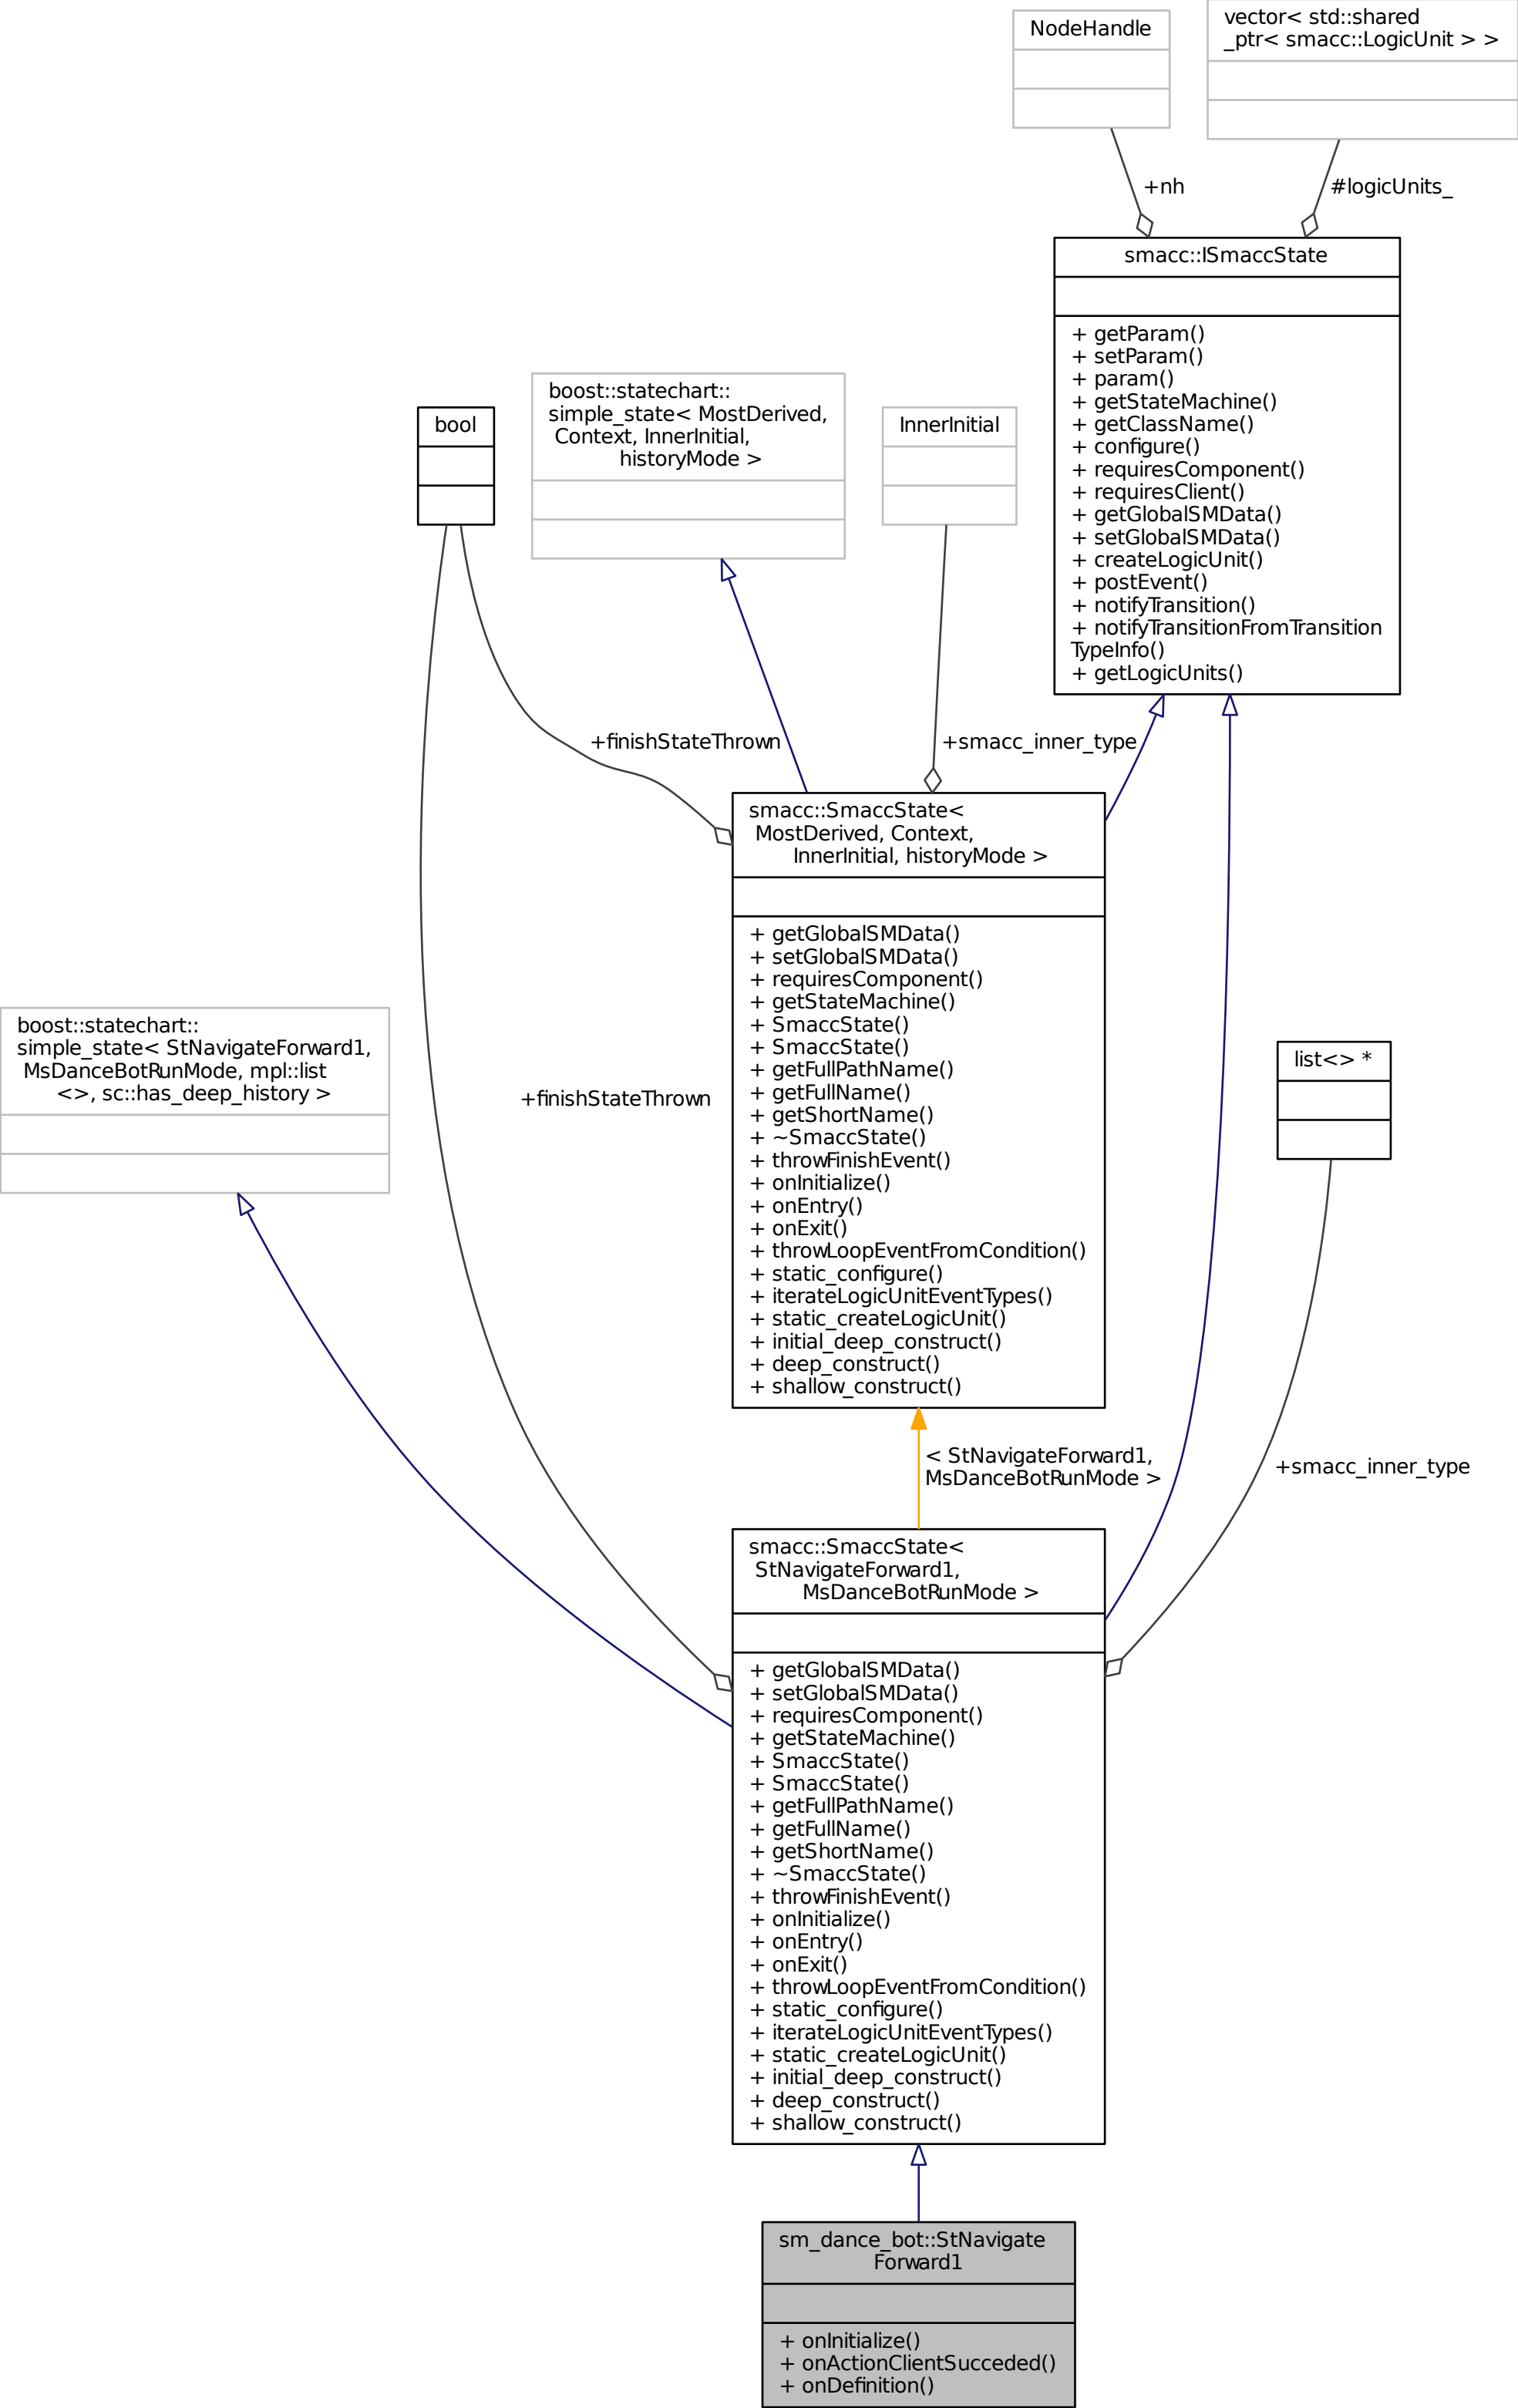 NodeHandle
vector< std::shared
_ptr< smacc::LogicUnit > >
+nh
#logicUnits_
smacc::ISmaccState
+ getParam()
+ setParam()
+ param()
+ getStateMachine()
+ getClassName()
+ configure()
+ requiresComponent()
+ requiresClient()
+ getGlobalSMData()
+ setGlobalSMData()
+ createLogicUnit()
+ postEvent()
+ notifyTransition()
+ notifyTransitionFromTransition
TypeInfo()
+ getLogicUnits()
bool
boost::statechart::
simple_state< MostDerived,
Context, InnerInitial,
historyMode >
InnerInitial
+finishStateThrown
+smacc_inner_type
smacc::SmaccState<
MostDerived, Context,
InnerInitial, historyMode >
+ getGlobalSMData()
+ setGlobalSMData()
+ requiresComponent()
+ getStateMachine()
+ SmaccState()
+ SmaccState()
+ getFullPathName()
+ getFullName()
+ getShortName()
+ ~SmaccState()
+ throwFinishEvent()
+ onInitialize()
+ onEntry()
+ onExit()
+ throwLoopEventFromCondition()
+ static_configure()
+ iterateLogicUnitEventTypes()
+ static_createLogicUnit()
+ initial_deep_construct()
+ deep_construct()
+ shallow_construct()
boost::statechart::
simple_state< StNavigateForward1,
MsDanceBotRunMode, mpl::list
<>, sc::has_deep_history >
+finishStateThrown
list<> *
< StNavigateForward1,
MsDanceBotRunMode >
+smacc_inner_type
smacc::SmaccState<
StNavigateForward1,
MsDanceBotRunMode >
+ getGlobalSMData()
+ setGlobalSMData()
+ requiresComponent()
+ getStateMachine()
+ SmaccState()
+ SmaccState()
+ getFullPathName()
+ getFullName()
+ getShortName()
+ ~SmaccState()
+ throwFinishEvent()
+ onInitialize()
+ onEntry()
+ onExit()
+ throwLoopEventFromCondition()
+ static_configure()
+ iterateLogicUnitEventTypes()
+ static_createLogicUnit()
+ initial_deep_construct()
+ deep_construct()
+ shallow_construct()
sm_dance_bot::StNavigate
Forward1
+ onInitialize()
+ onActionClientSucceded()
+ onDefinition()